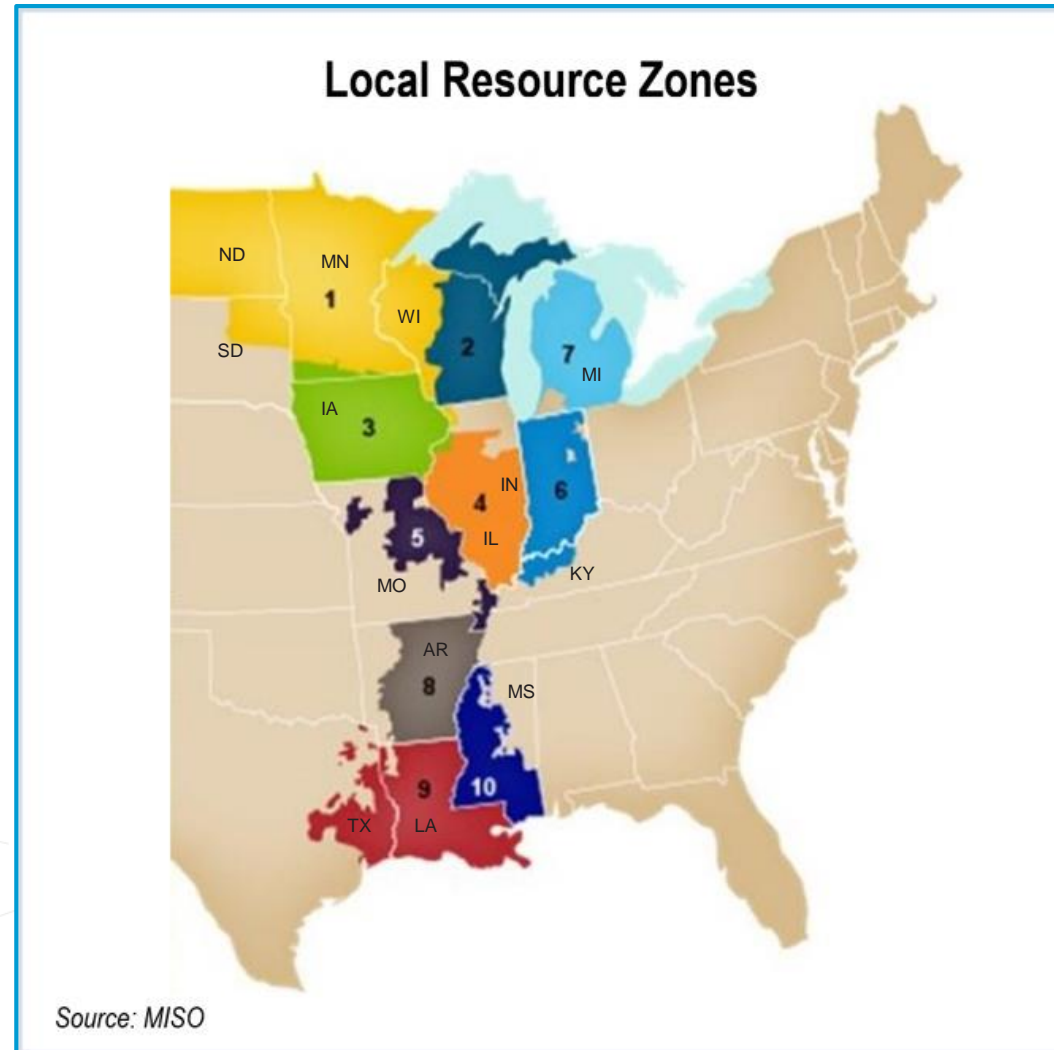 Local Resource Zones
ND
MN
1
WI
SD
2
7
MI
IA
3
IN
4
6
5
IL
KY
MO
AR
8
MS
9
10
TX
LA
Source: MISO